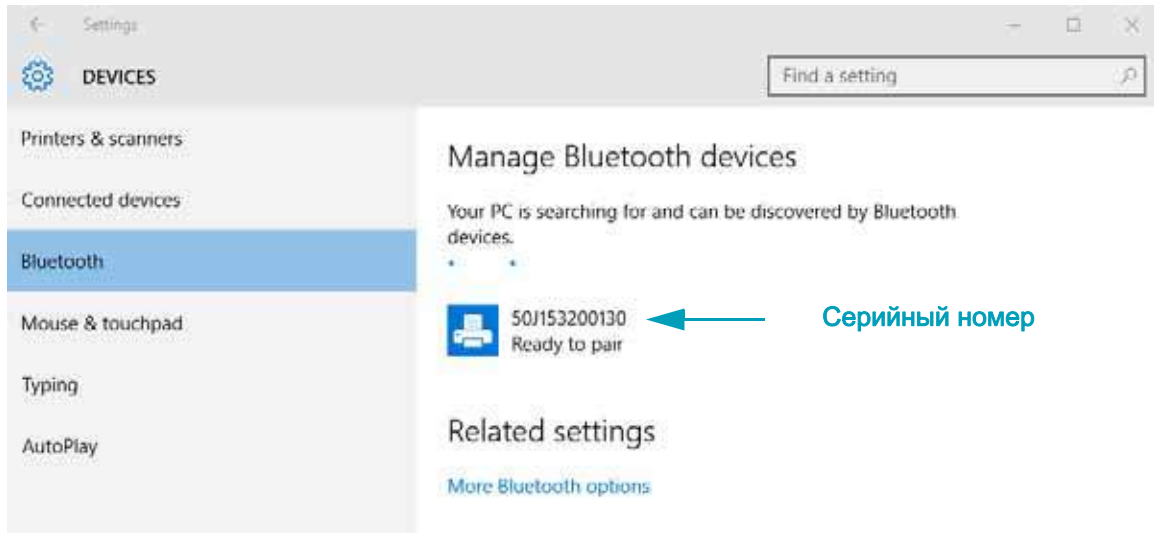 Settings
DEVICES
Find a setting
Printers & scanners
Connected devices
Bluetooth
Mouse & touchpad
Typing
AutoPlay
Manage Bluetooth devices
Your PC is searching for and can be discovered by Bluetooth
devices.
50J153200130
Серийный номер
Ready to pair
Related settings
More Bluetooth options